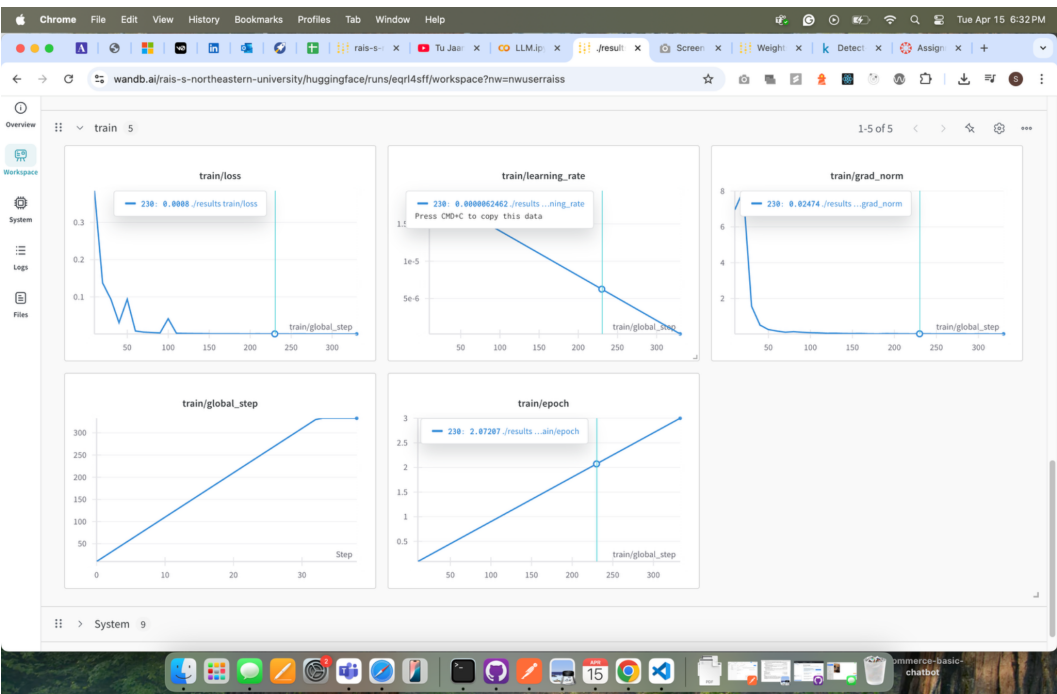 Chrome File Edit View History Bookmarks Profiles Tab Window Help Tue Apr 15 6:32 PM
rais-s- Tu Jaar LLM.ip ./result Screen Weight Detect Assign
wandb.ai/rais-s-northeastern-university/huggingface/runs/eqrl4sff/workspace?nw=nwuserraiss
S
Overview
Workspace
System
Logs
Files
train 5
1-5 of 5
train/loss
230: 0.0008 ./results train/loss
0.3
0.2
0.1
train/global_step
50 100 150 200 250 300
train/learning_rate
230: 0.0000062462 ./results ...ning_rate
Press CMD+C to copy this data
1e-5
5e-6
train/global_step
50 100 150 200 250 300
train/grad_norm
8
230: 0.02474 ./results ...grad_norm
6
4
2
train/global_step
50 100 150 200 250 300
train/global_step
300
250
200
150
100
50
Step
0 10 20 30
train/epoch
3
230: 2.07207 ./results ...ain/epoch
2.5
2
1.5
1
0.5
train/global_step
50 100 150 200 250 300
System 9
2
APR
15
ommerce-basic-
chatbot